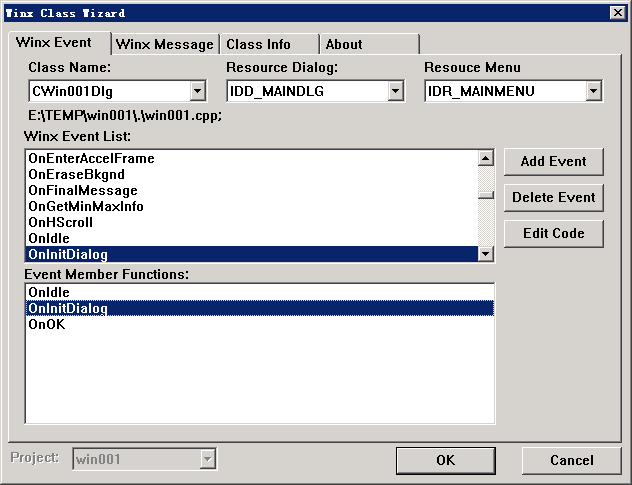 Winx Class Wizard
Winx Event
Winx Message
Class Info
About
Class Name:
Resource Dialog:
Resouce Menu
CWin001Dlg
IDD_MAINDLG
IDR_MAINMENU
E:\TEMP\win001\.\win001.cpp;
Winx Event List:
OnEnterAccelFrame
OnEraseBkgnd
OnFinalMessage
OnGetMinMaxInfo
OnHScroll
OnIdle
OnInitDialog
Add Event
Delete Event
Edit Code
Event Member Functions:
OnIdle
OnInitDialog
OnOK
Project:
win001
OK
Cancel